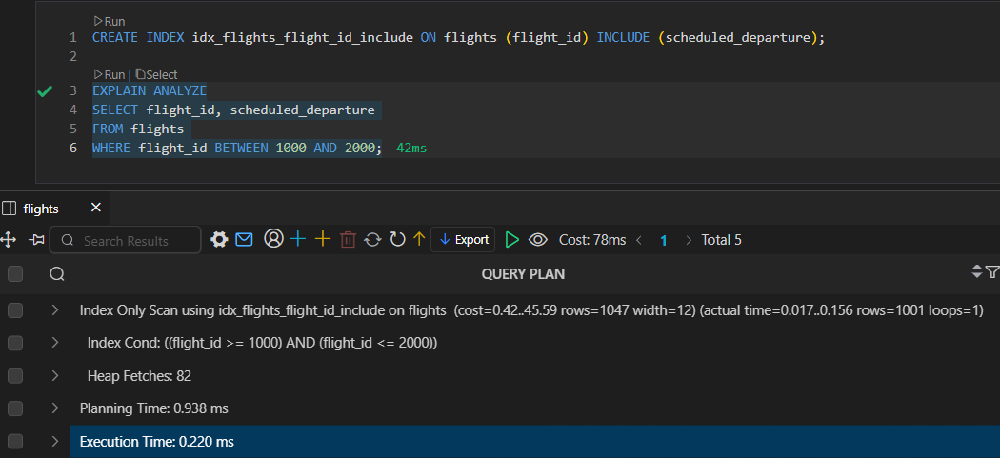 Run
1 CREATE INDEX idx_flights_flight_id_include ON flights (flight_id) INCLUDE (scheduled_departure);
2
Run | Select
3 EXPLAIN ANALYZE
4 SELECT flight_id, scheduled_departure
5 FROM flights
6 WHERE flight_id BETWEEN 1000 AND 2000; 42ms
flights
Search Results Export Cost: 78ms 1 Total 5
QUERY PLAN
Index Only Scan using idx_flights_flight_id_include on flights (cost=0.42..45.59 rows=1047 width=12) (actual time=0.017..0.156 rows=1001 loops=1)
Index Cond: ((flight_id >= 1000) AND (flight_id <= 2000))
Heap Fetches: 82
Planning Time: 0.938 ms
Execution Time: 0.220 ms